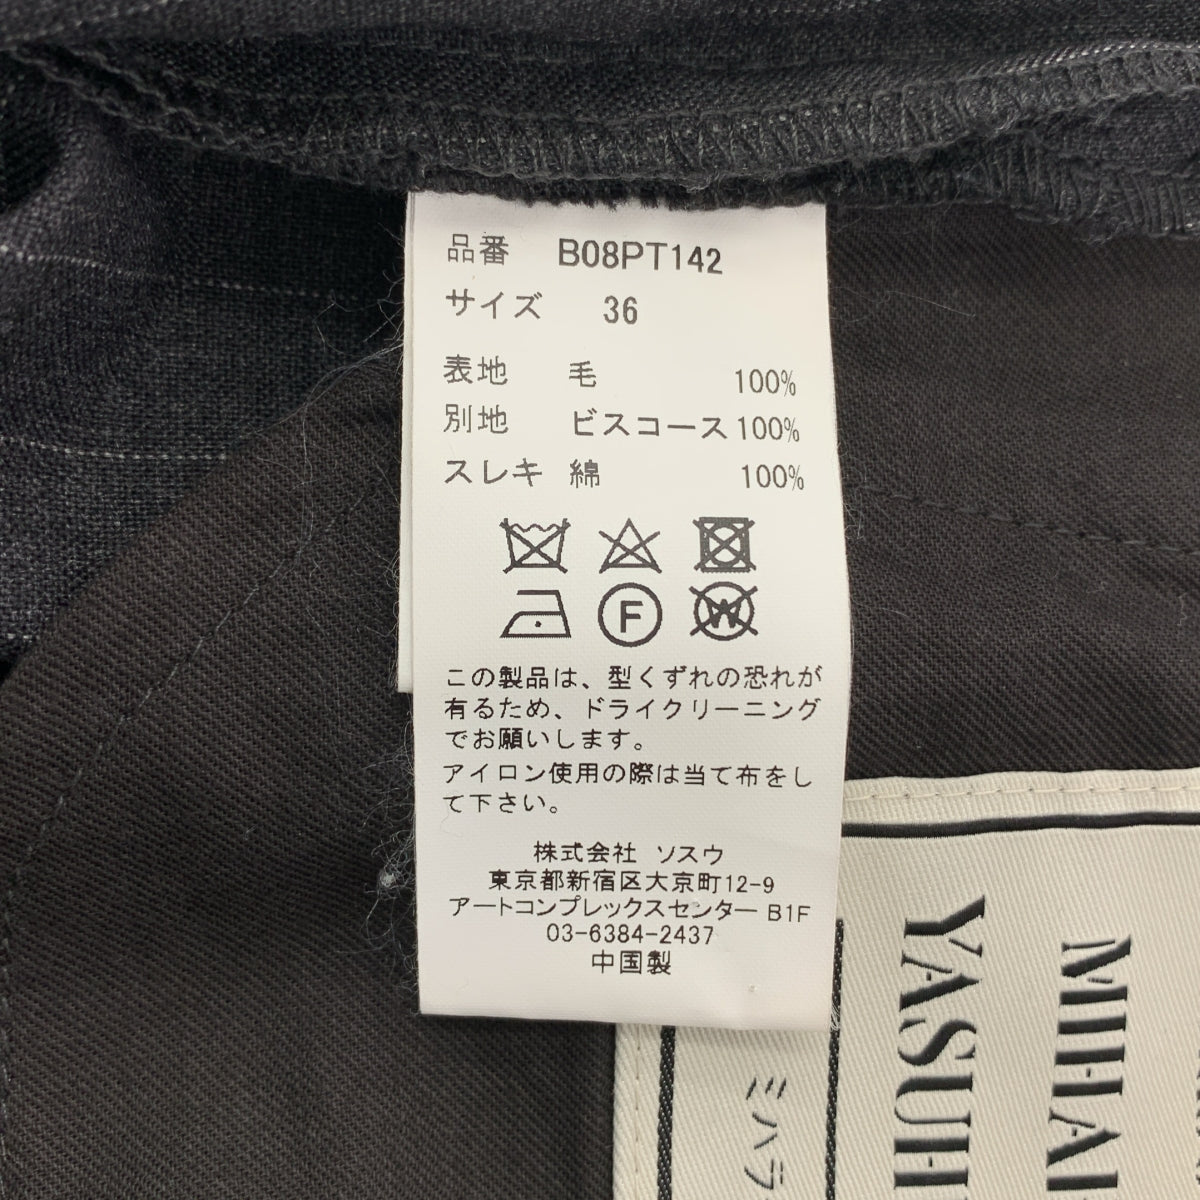 品番 B08PT142
サイズ 36
表地 毛 100%
別地 ビスコース 100%
スレキ 綿 100%
F
W
この製品は、型くずれの恐れが
有るため、ドライクリーニング
でお願いします。
アイロン使用の際は当て布をし
て下さい。
株式会社 ソスウ
東京都新宿区大京町12-9
アートコンプレックスセンター B1F
03-6384-2437
中国製
ミハラ